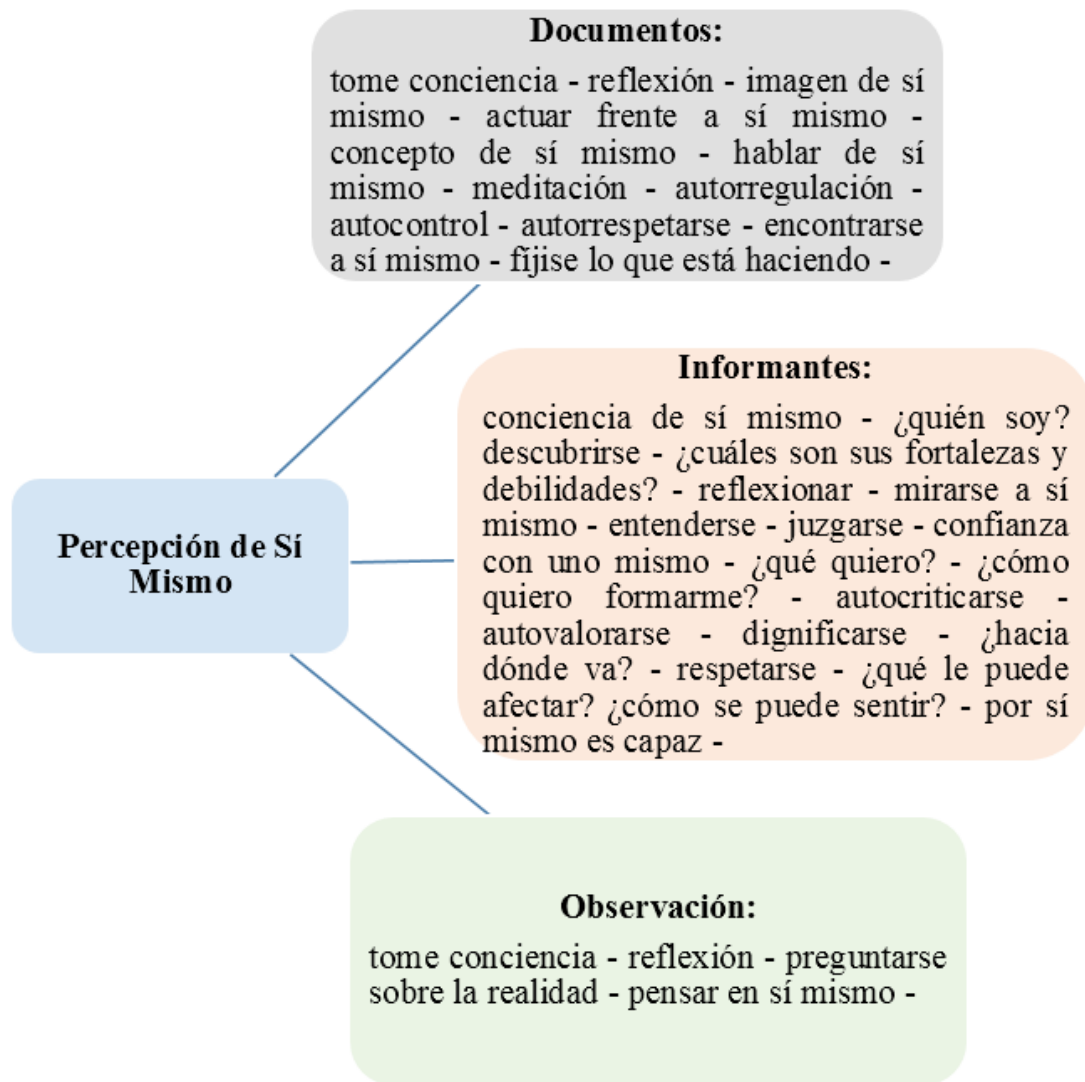 Documentos:
tome conciencia - reflexión - imagen de sí
mismo - actuar frente a sí mismo -
concepto de sí mismo - hablar de sí
mismo - meditación - autorregulación -
autocontrol - autorrespetarse - encontrarse
a sí mismo - fíjise lo que está haciendo -
Informantes:
conciencia de sí mismo - ¿quién soy?
descubrirse - ¿cuáles son sus fortalezas y
debilidades? - reflexionar - mirarse a sí
mismo - entenderse - juzgarse - confianza
con uno mismo - ¿qué quiero? - ¿cómo
quiero formarme? - autocriticarse -
autovalorarse - dignificarse - ¿hacia
dónde va? - respetarse - ¿qué le puede
afectar? ¿cómo se puede sentir? - por sí
mismo es capaz -
Percepción de Sí
Mismo
Observación:
tome conciencia - reflexión - preguntarse
sobre la realidad - pensar en sí mismo -